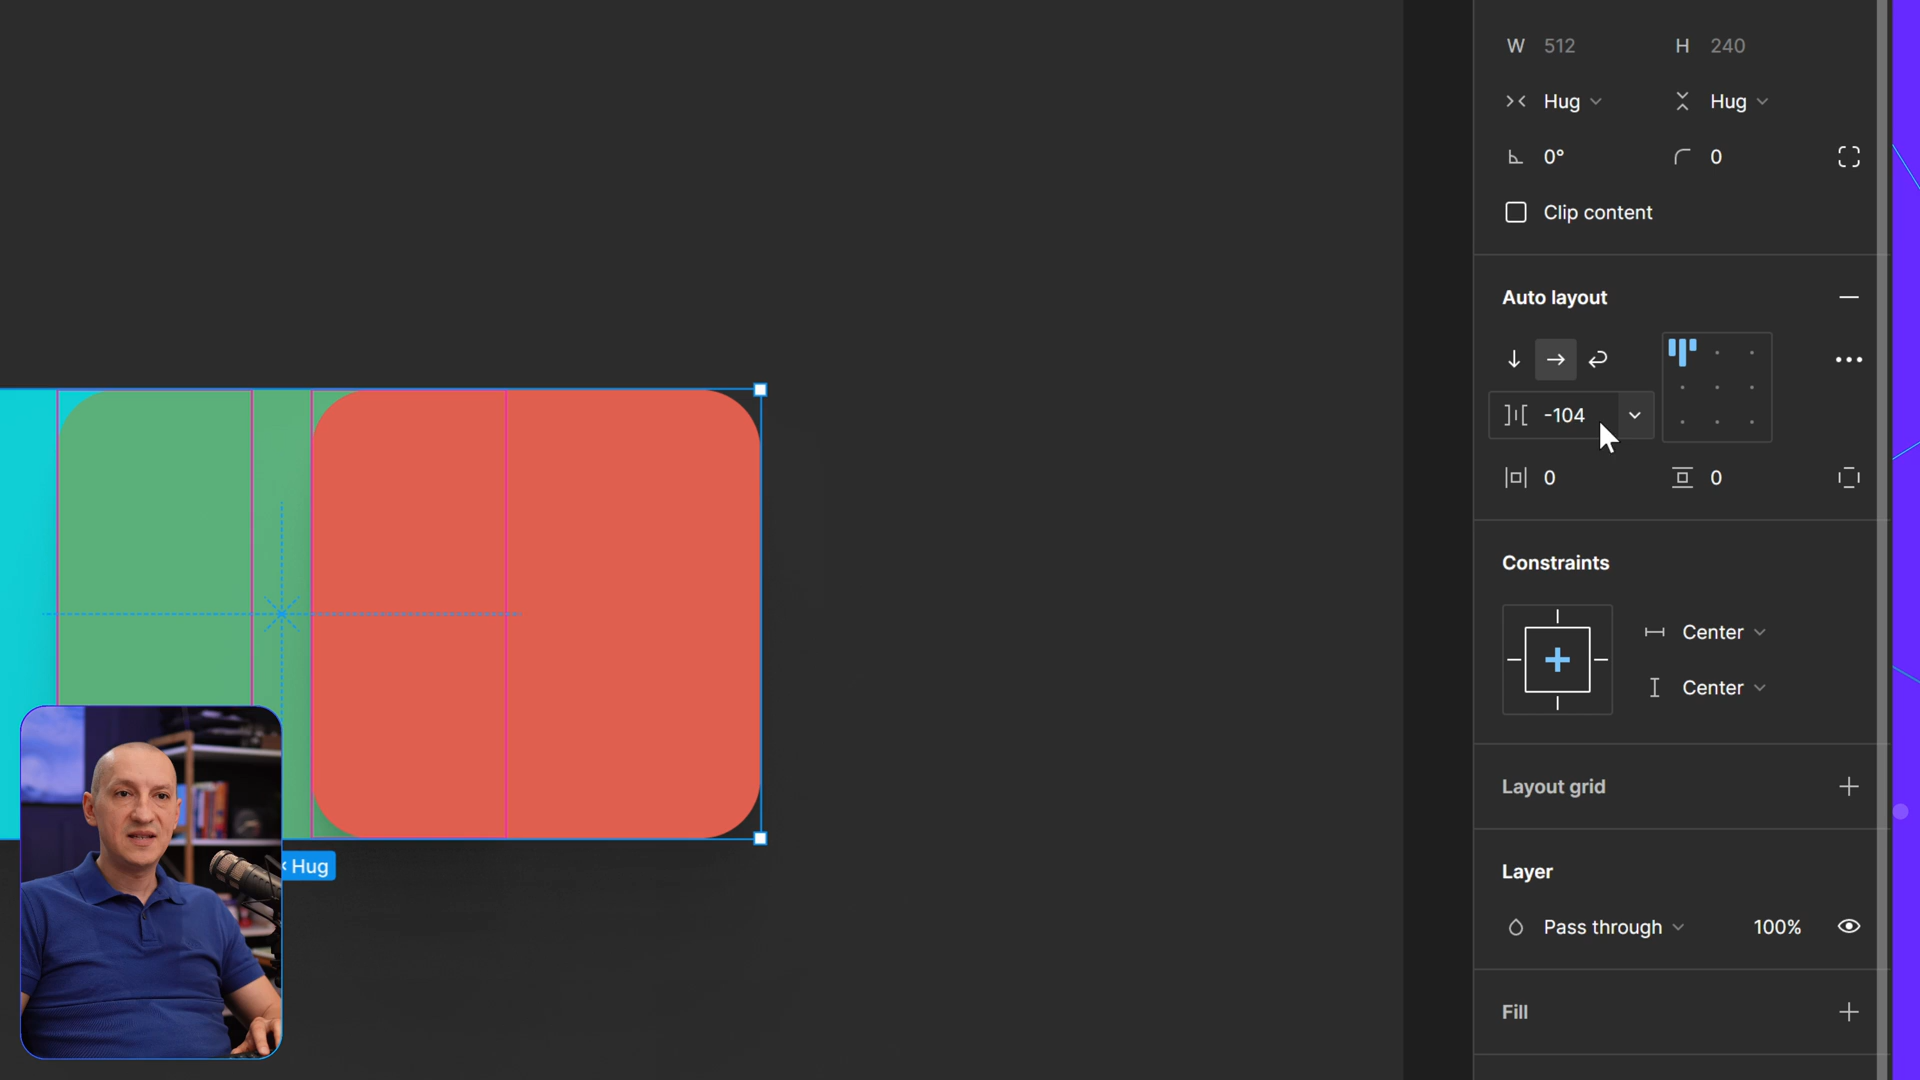 W 512 H 240
Hug Hug
0° 0
Clip content
Auto layout
-104
0 0
Constraints
Center
Center
Hug
Layout grid
Layer
Pass through 100%
Fill